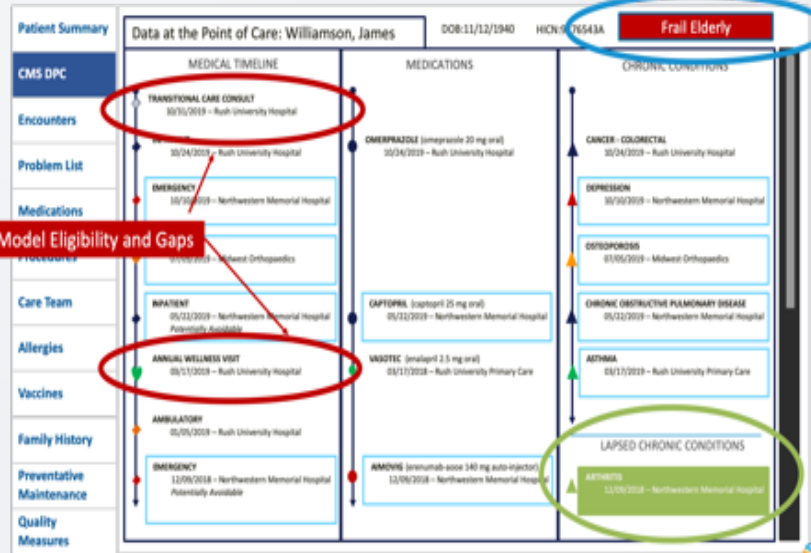 Patient Summary
CMS DPC
Encounters
Problem List
Medications
Care Team
Allergies
Vaccines
Family History
Preventative
Maintenance
Quality
Measures
Data at the Point of Care: Williamson, James
DOB:11/12/1940
Frail Elderly
Model Eligibility and Gaps
MEDICAL TIMELINE
TRANSITIONAL CARE CONSULT
10/31/2019 – Rush University Hospital
10/24/2019 – Rush University Hospital
EMERGENCY
10/10/2019 – Northwestern Memorial Hospital
07/05/2019 – Midwest Orthopaedics
INPATIENT
05/22/2019 – Northwestern Memorial Hospital
Potentially Avoidable
ANNUAL WELLNESS VISIT
03/17/2019 – Rush University Hospital
AMBULATORY
01/05/2019 – Rush University Hospital
EMERGENCY
12/09/2018 – Northwestern Memorial Hospital
Potentially Avoidable
MEDICATIONS
OMERPRAZOLE (omeprazole 20 mg oral)
10/24/2019 – Rush University Hospital
CAPTOPRIL (captopril 25 mg oral)
05/22/2019 – Northwestern Memorial Hospital
VASOTEC (enalapril 2.5 mg oral)
03/17/2018 – Rush University Primary Care
AIMOVIG (erenumab-aooe 140 mg auto-injector)
12/09/2018 – Northwestern Memorial Hospital
CHRONIC CONDITIONS
CANCER - COLORECTAL
10/24/2019 – Rush University Hospital
DEPRESSION
10/10/2019 – Northwestern Memorial Hospital
OSTEOPOROSIS
07/05/2019 – Midwest Orthopaedics
CHRONIC OBSTRUCTIVE PULMONARY DISEASE
05/22/2019 – Northwestern Memorial Hospital
ASTHMA
03/17/2019 – Rush University Primary Care
LAPSED CHRONIC CONDITIONS
ARTHRITIS
12/09/2018 – Northwestern Memorial Hospital